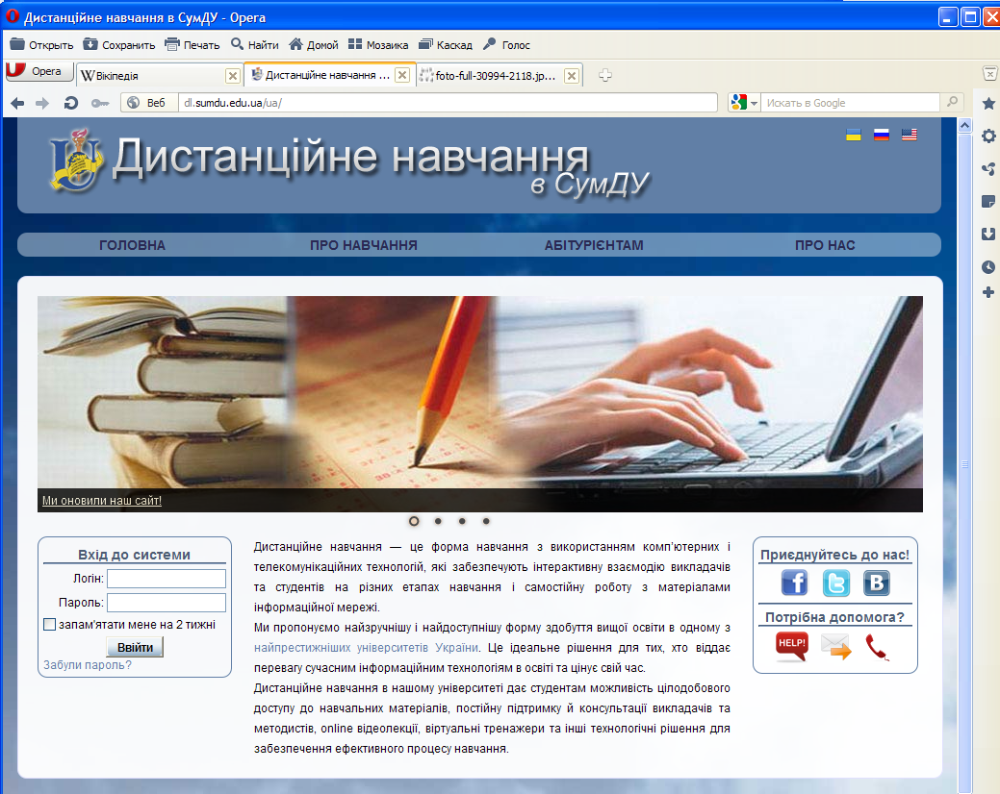 Дистанційне навчання в СумДУ - Opera
Открыть Сохранить Печать Найти Домой Мозаика Каскад Голос
Opera Вікіпедія Дистанційне навчання ... foto-full-30994-2118.jp...
Веб dl.sumdu.edu.ua/ua/ Искать в Google
Дистанційне навчання
в СумДУ
ГОЛОВНА ПРО НАВЧАННЯ АБІТУРІЄНТАМ ПРО НАС
Ми оновили наш сайт!
Вхід до системи
Логін:
Пароль:
запам'ятати мене на 2 тижні
Ввійти
Забули пароль?
Дистанційне навчання — це форма навчання з використанням комп'ютерних і
телекомунікаційних технологій, які забезпечують інтерактивну взаємодію викладачів
та студентів на різних етапах навчання і самостійну роботу з матеріалами
інформаційної мережі.
Ми пропонуємо найзручнішу і найдоступнішу форму здобуття вищої освіти в одному з
найпрестижніших університетів України. Це ідеальне рішення для тих, хто віддає
перевагу сучасним інформаційним технологіям в освіті та цінує свій час.
Дистанційне навчання в нашому університеті дає студентам можливість цілодобового
доступу до навчальних матеріалів, постійну підтримку й консультації викладачів та
методистів, online відеолекції, віртуальні тренажери та інші технологічні рішення для
забезпечення ефективного процесу навчання.
Приєднуйтесь до нас!
f t B
Потрібна допомога?
HELP!